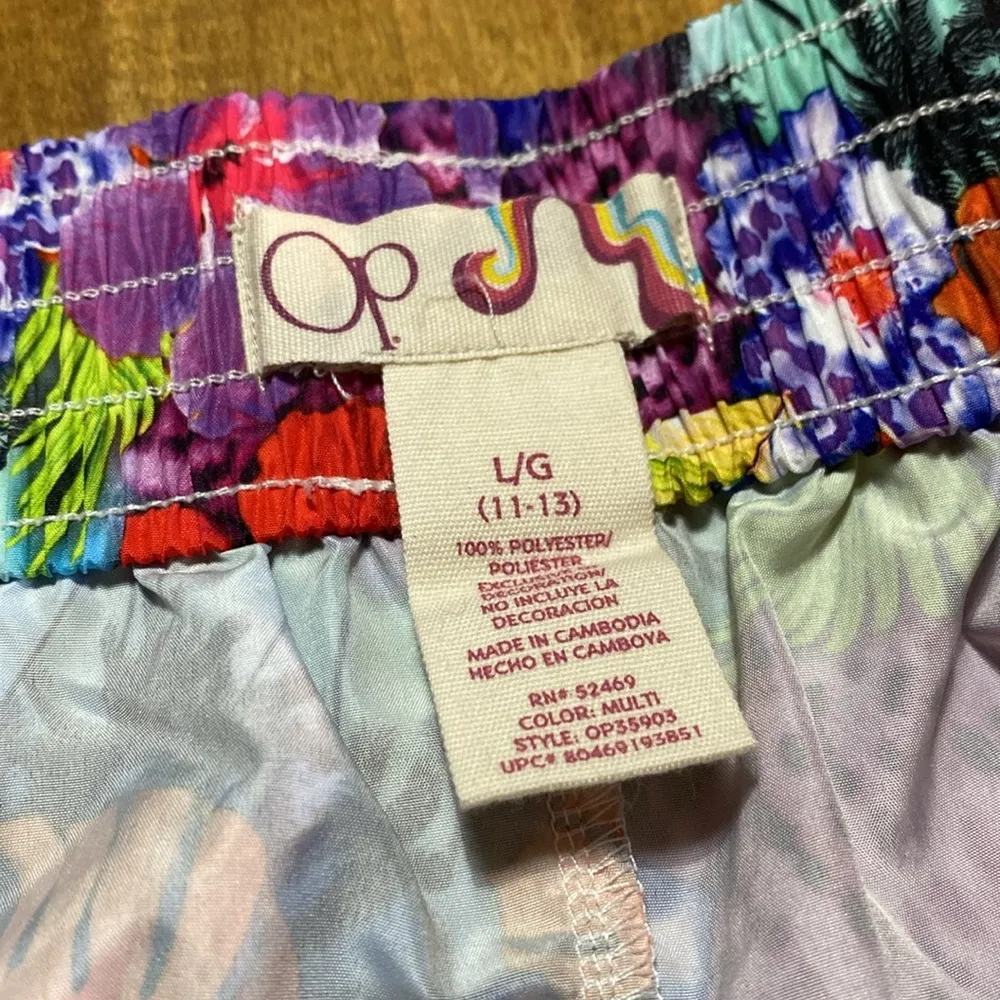 Op.
L/G
(11-13)
100% POLYESTER/
POLIESTER
EXCLUSIVE OF
DECORATION/
NO INCLUYE LA
DECORACION
MADE IN CAMBODIA
HECHO EN CAMBOYA
RN# 52469
COLOR: MULTI
STYLE: OP35903
UPC# 80469193851